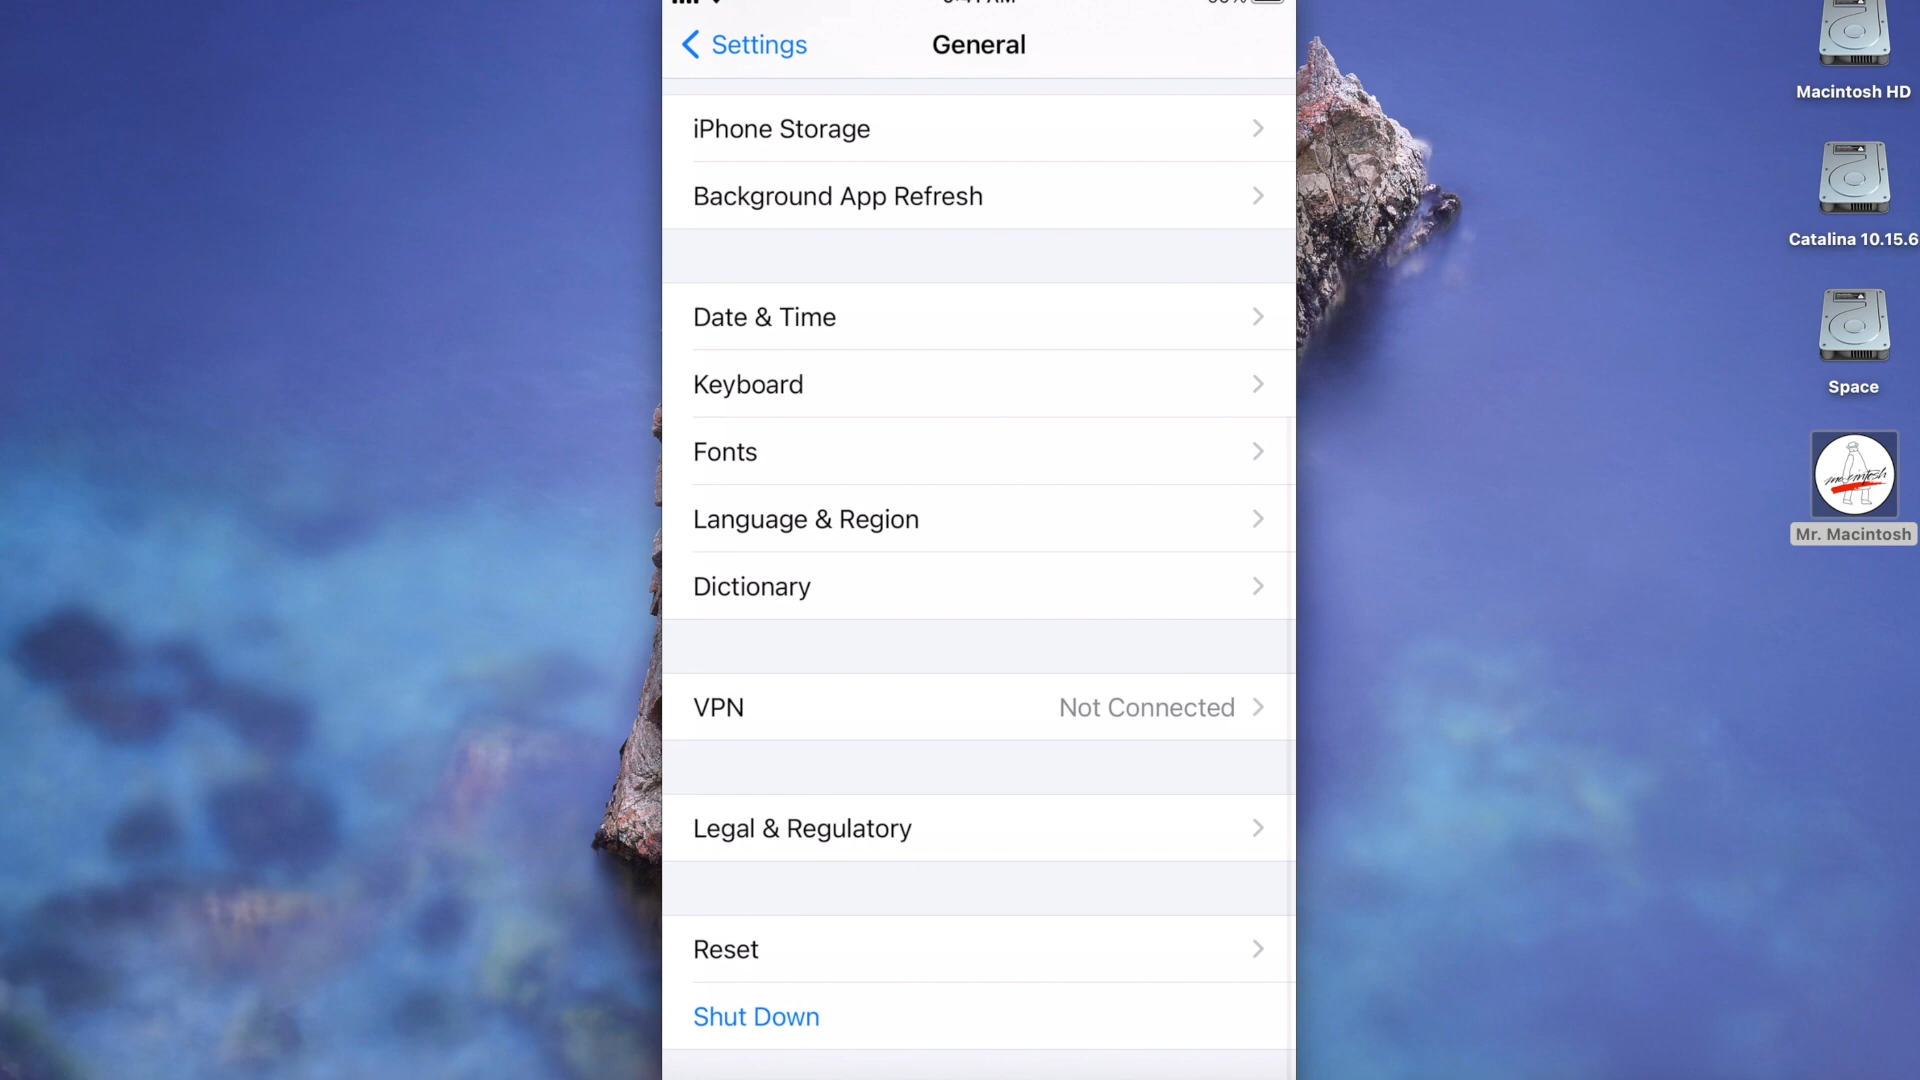 Settings
General
iPhone Storage
Background App Refresh
Date & Time
Keyboard
Fonts
Language & Region
Dictionary
VPN
Not Connected
Legal & Regulatory
Reset
Shut Down
Macintosh HD
Catalina 10.15.6
Space
macintosh
Mr. Macintosh